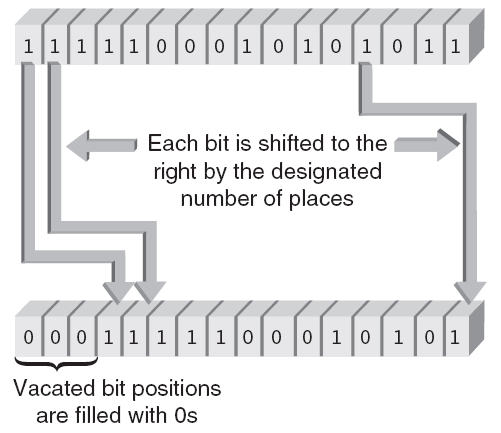 1 1 1 1 1 0 0 0 1 0 1 0 1 0 1 1
Each bit is shifted to the
right by the designated
number of places
0 0 0 1 1 1 1 1 0 0 0 1 0 1 0 1
Vacated bit positions
are filled with 0s